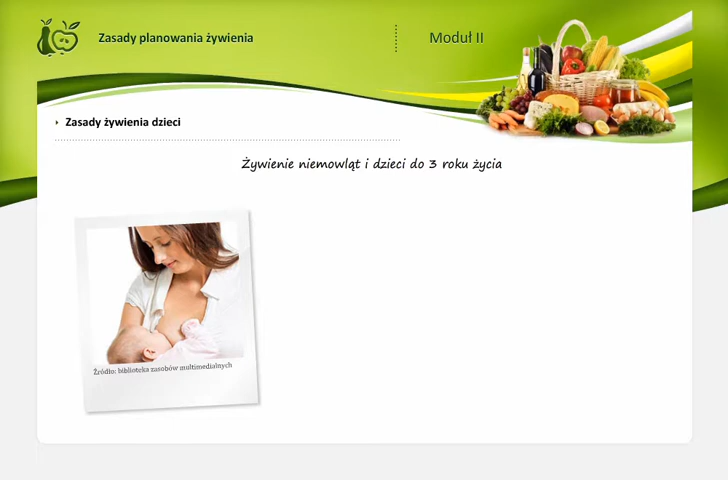 Zasady planowania żywienia
Moduł II
Zasady żywienia dzieci
Żywienie niemowląt i dzieci do 3 roku życia
Źródło: biblioteka zasobów multimedialnych